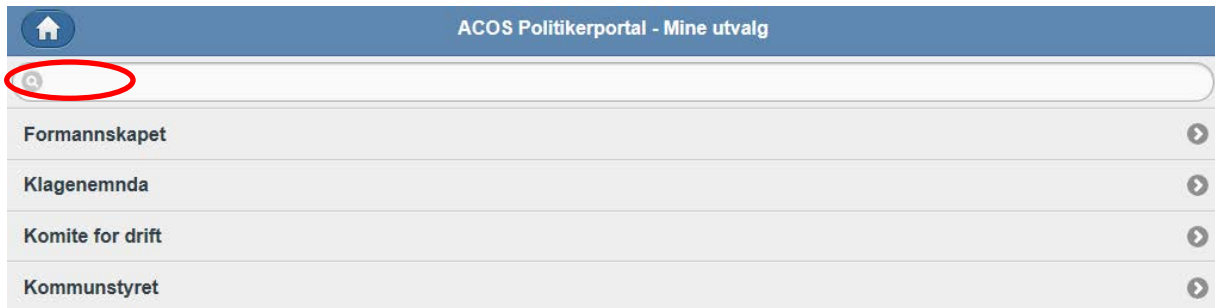 ACOS Politikerportal - Mine utvalg
Formannskapet
Klagenemnda
Komite for drift
Kommunstyret